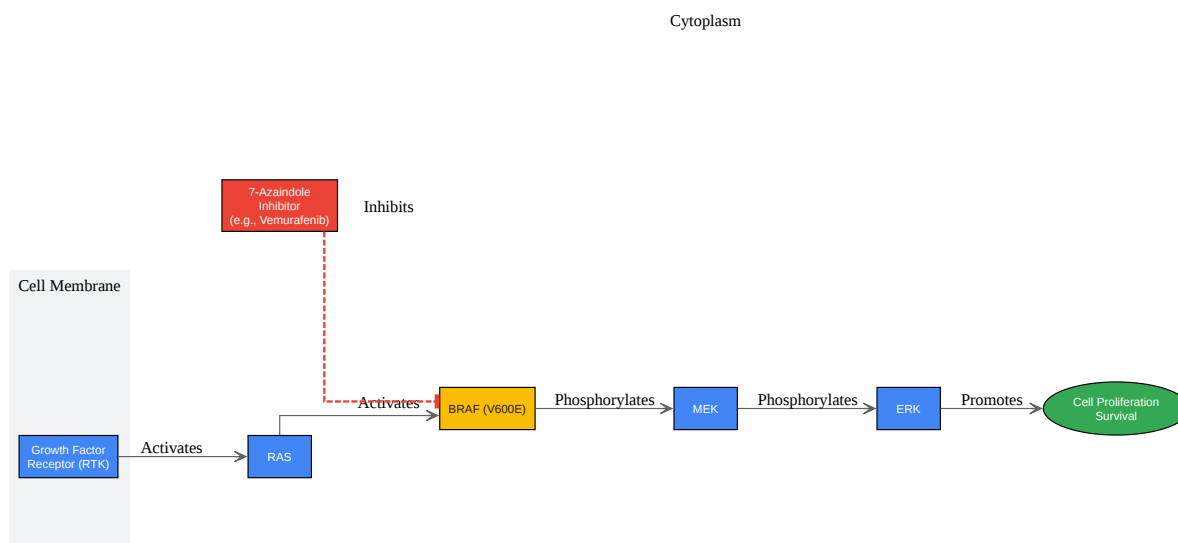 Cytoplasm
7-Azaindole
Inhibitor
(e.g., Vemurafenib)
Inhibits
Cell Membrane
Activates
BRAF (V600E)
Phosphorylates
MEK
Phosphorylates
ERK
Promotes
Cell Proliferation
Survival
Growth Factor
Receptor (RTK)
Activates
RAS